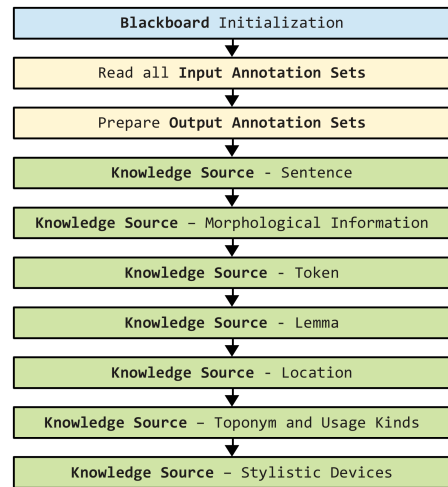 Blackboard Initialization
Read all Input Annotation Sets
Prepare Output Annotation Sets
Knowledge Source - Sentence
Knowledge Source – Morphological Information
Knowledge Source - Token
Knowledge Source - Lemma
Knowledge Source - Location
Knowledge Source – Toponym and Usage Kinds
Knowledge Source – Stylistic Devices